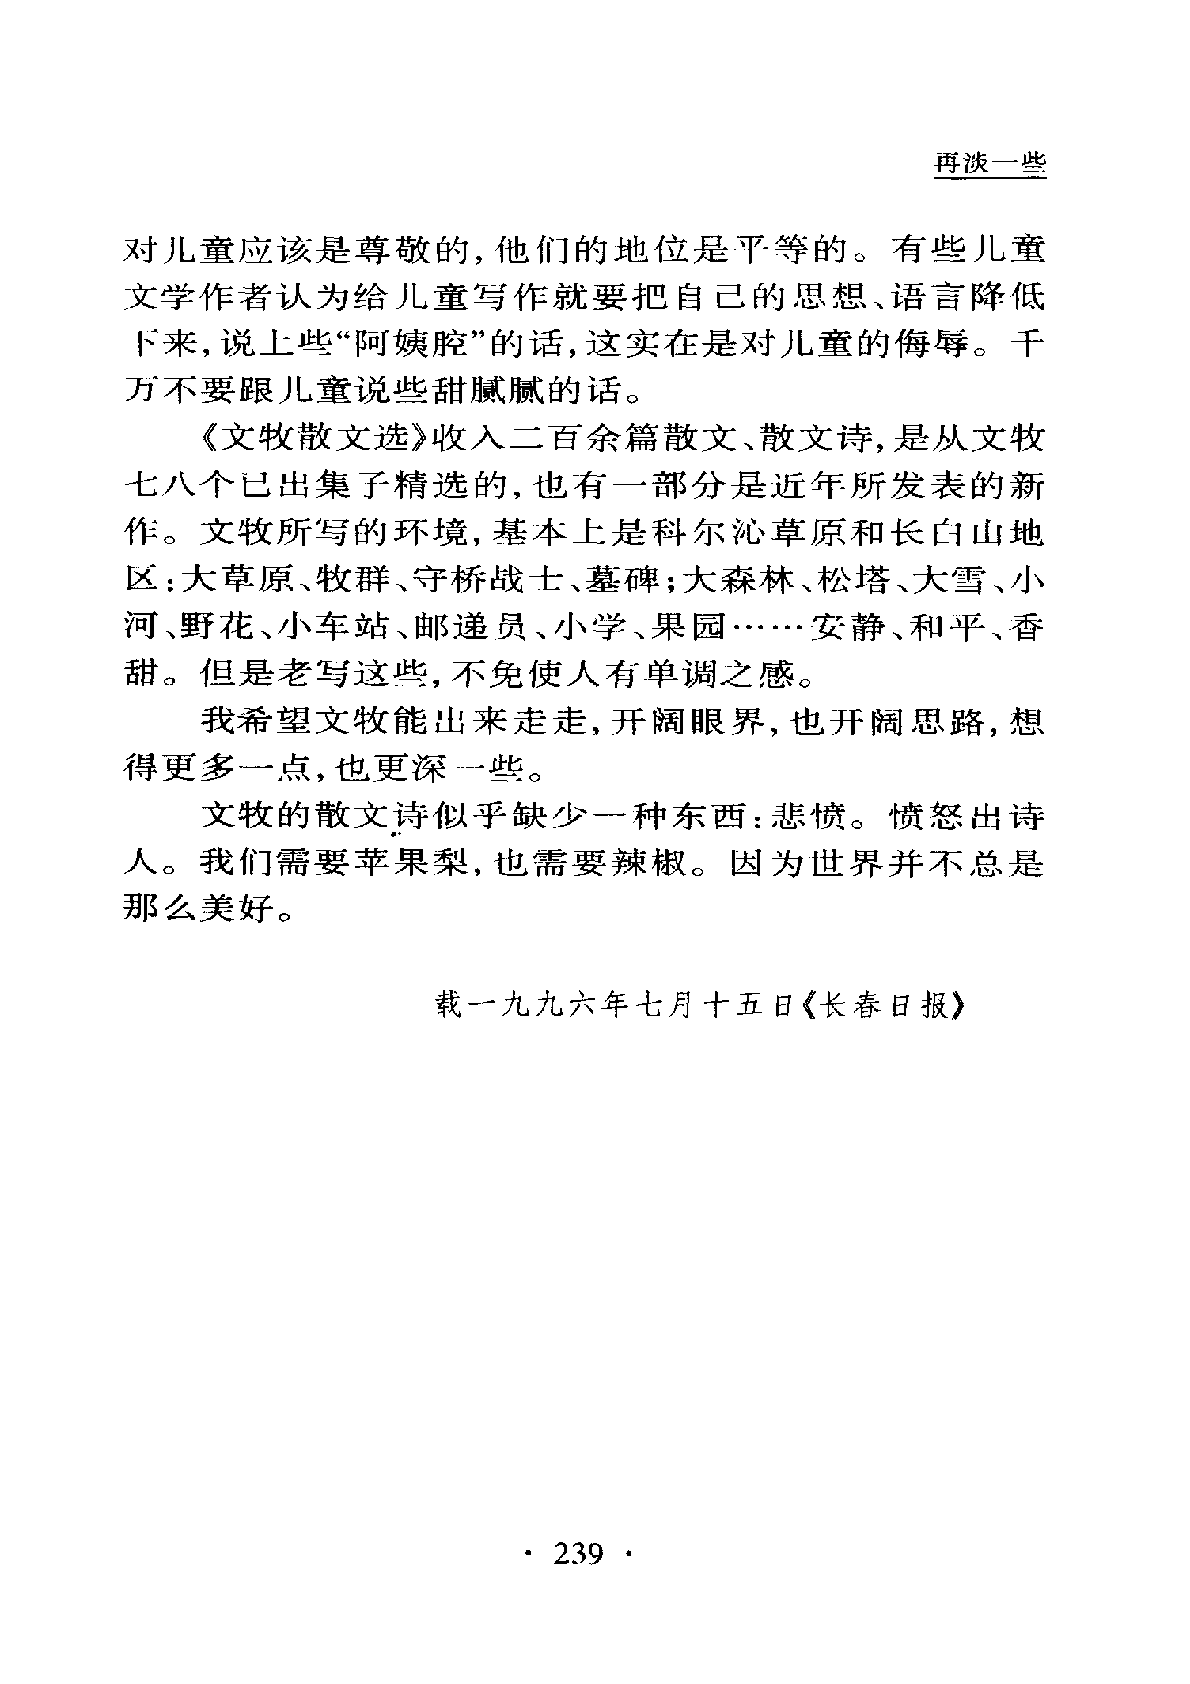 再淡一些
对儿童应该是尊敬的,他们的地位是平等的。有些儿童
文学作者认为给儿童写作就要把自己的思想、语言降低
下来,说上些“阿姨腔”的话,这实在是对儿童的侮辱。千
万不要跟儿童说些甜腻腻的话。
《文牧散文选》收入二百余篇散文、散文诗,是从文牧
七八个已出集子精选的,也有一部分是近年所发表的新
作。文牧所写的环境,基本上是科尔沁草原和长白山地
区:大草原、牧群、守桥战士、墓碑;大森林、松塔、大雪、小
河、野花、小车站、邮递员、小学、果园……安静、和平、香
甜。但是老写这些,不免使人有单调之感。
我希望文牧能出来走走,开阔眼界,也开阔思路,想
得更多一点,也更深一些。
文牧的散文诗似乎缺少一种东西:悲愤。愤怒出诗
人。我们需要苹果梨,也需要辣椒。因为世界并不总是
那么美好。
载一九九六年七月十五日《长春日报》
· 239 ·